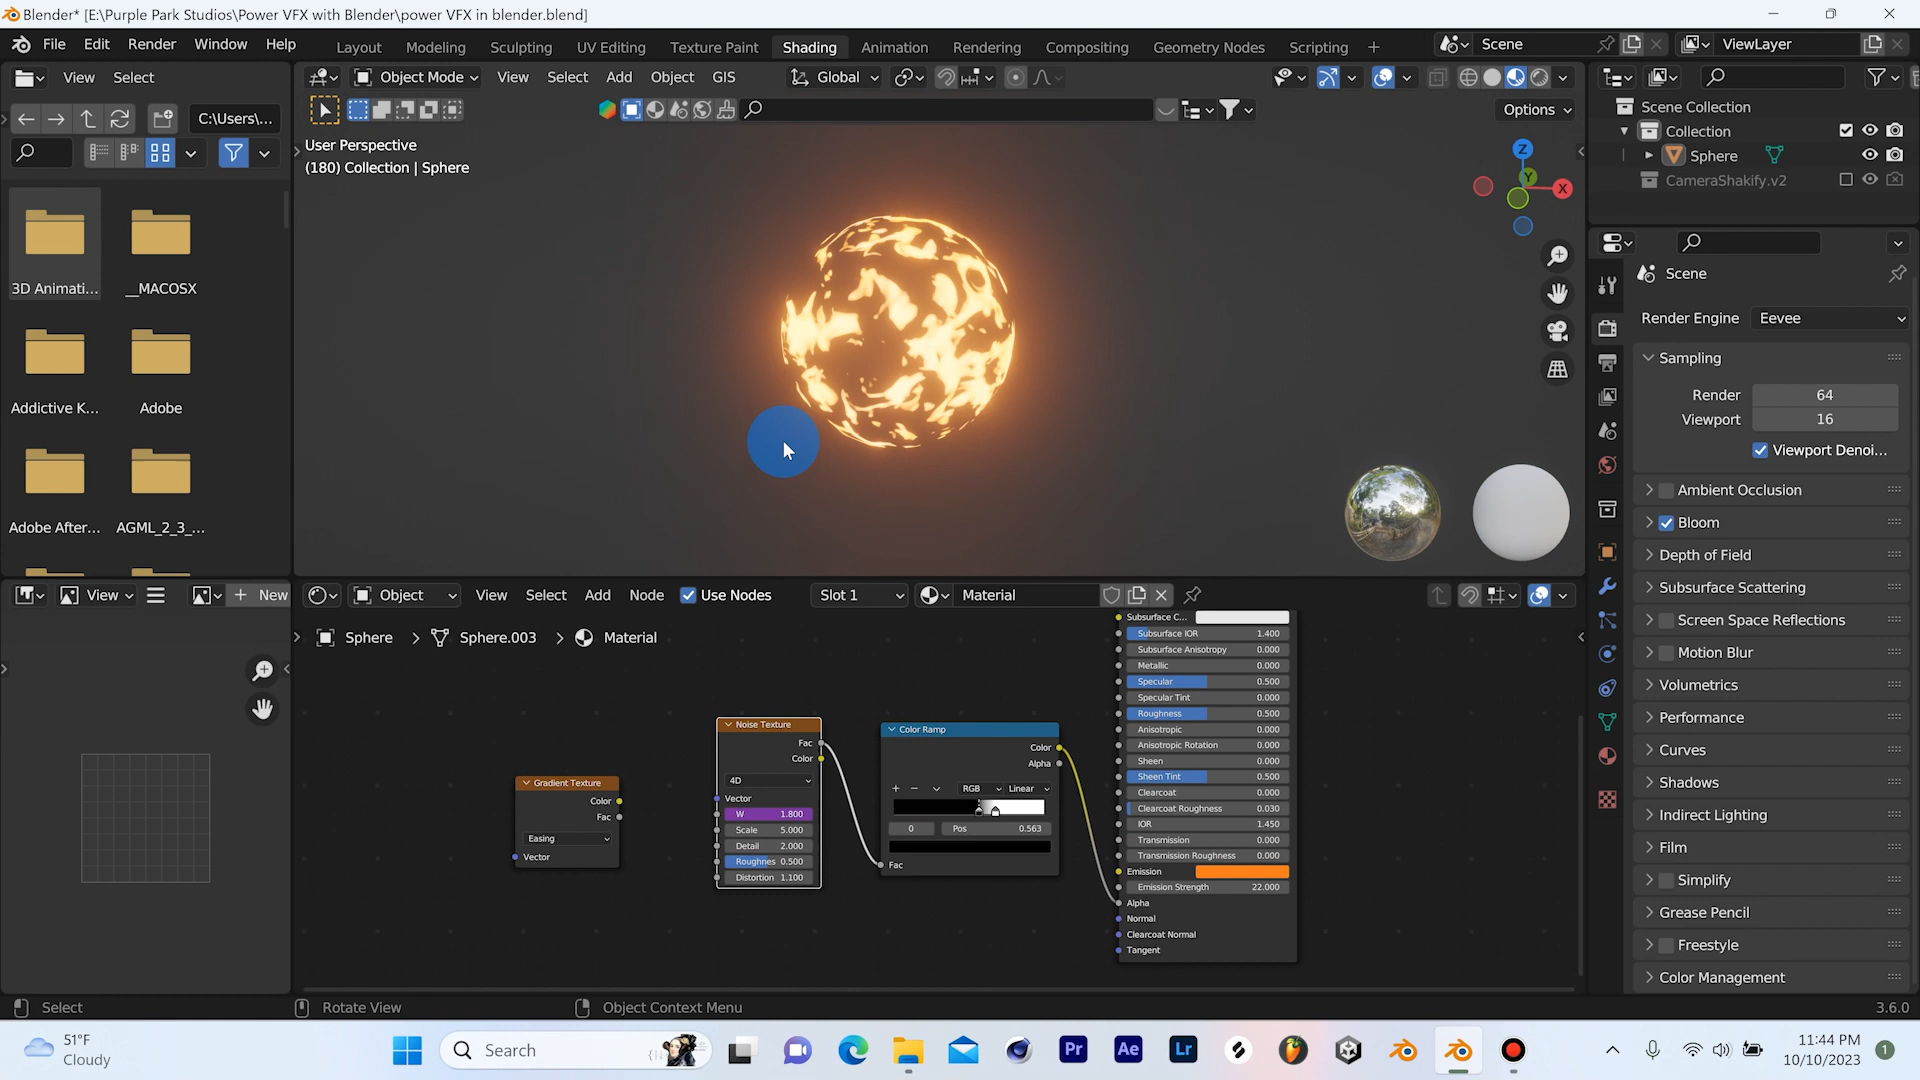 Blender* [E:\Purple Park Studios\Power VFX with Blender\power VFX in blender.blend]
File Edit Render Window Help
Layout Modeling Sculpting UV Editing Texture Paint Shading Animation Rendering Compositing Geometry Nodes Scripting +
Scene
ViewLayer
View Select
Object Mode View Select Add Object GIS
Global
C:\Users\...
Options
User Perspective
(180) Collection | Sphere
Z
Y
X
3D Animati...
__MACOSX
Addictive K...
Adobe
Adobe After...
AGML_2_3_...
Scene Collection
Collection
Sphere
CameraShakify.v2
Scene
Render Engine Eevee
Sampling
Render 64
Viewport 16
Viewport Denoi...
Ambient Occlusion
Bloom
Depth of Field
Subsurface Scattering
Screen Space Reflections
Motion Blur
Volumetrics
Performance
Curves
Shadows
Indirect Lighting
Film
Simplify
Grease Pencil
Freestyle
Color Management
View
+ New
Object View Select Add Node Use Nodes Slot 1 Material
Sphere > Sphere.003 > Material
Gradient Texture
Color
Fac
Easing
Vector
Noise Texture
Fac
Color
4D
Vector
W 1.800
Scale 5.000
Detail 2.000
Roughnes 0.500
Distortion 1.100
Color Ramp
Color
Alpha
+ − RGB Linear
0 Pos 0.563
Fac
Subsurface C...
Subsurface IOR 1.400
Subsurface Anisotropy 0.000
Metallic 0.000
Specular 0.500
Specular Tint 0.000
Roughness 0.500
Anisotropic 0.000
Anisotropic Rotation 0.000
Sheen 0.000
Sheen Tint 0.500
Clearcoat 0.000
Clearcoat Roughness 0.030
IOR 1.450
Transmission 0.000
Transmission Roughness 0.000
Emission
Emission Strength 22.000
Alpha
Normal
Clearcoat Normal
Tangent
Select Rotate View Object Context Menu 3.6.0
51°F
Cloudy
Search
Pr Ae Lr
11:44 PM
10/10/2023
1